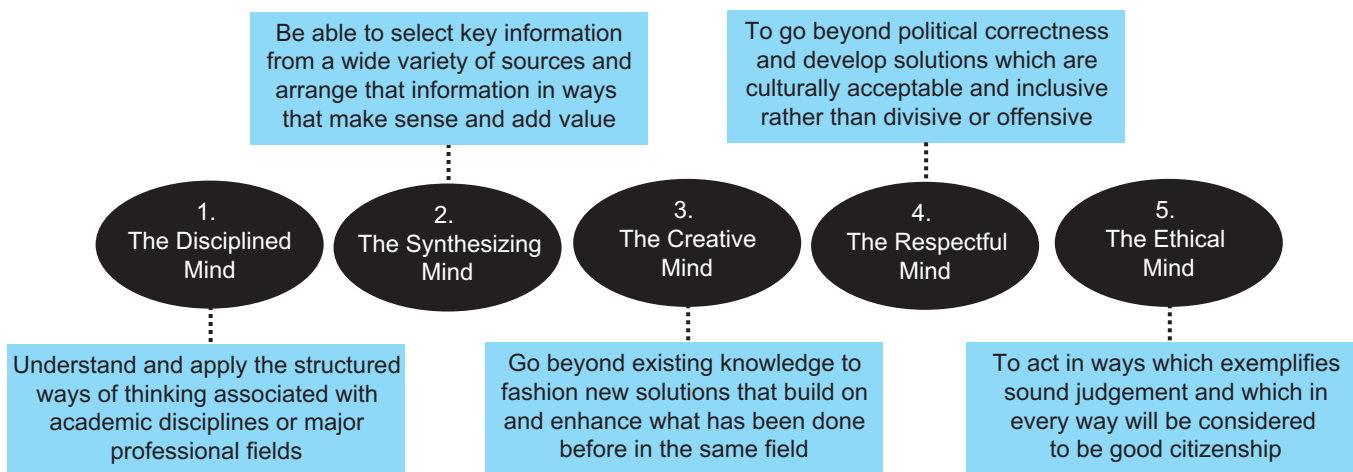 Be able to select key information
from a wide variety of sources and
arrange that information in ways
that make sense and add value
To go beyond political correctness
and develop solutions which are
culturally acceptable and inclusive
rather than divisive or offensive
1.
The Disciplined
Mind
2.
The Synthesizing
Mind
3.
The Creative
Mind
4.
The Respectful
Mind
5.
The Ethical
Mind
Understand and apply the structured
ways of thinking associated with
academic disciplines or major
professional fields
Go beyond existing knowledge to
fashion new solutions that build on
and enhance what has been done
before in the same field
To act in ways which exemplifies
sound judgement and which in
every way will be considered
to be good citizenship